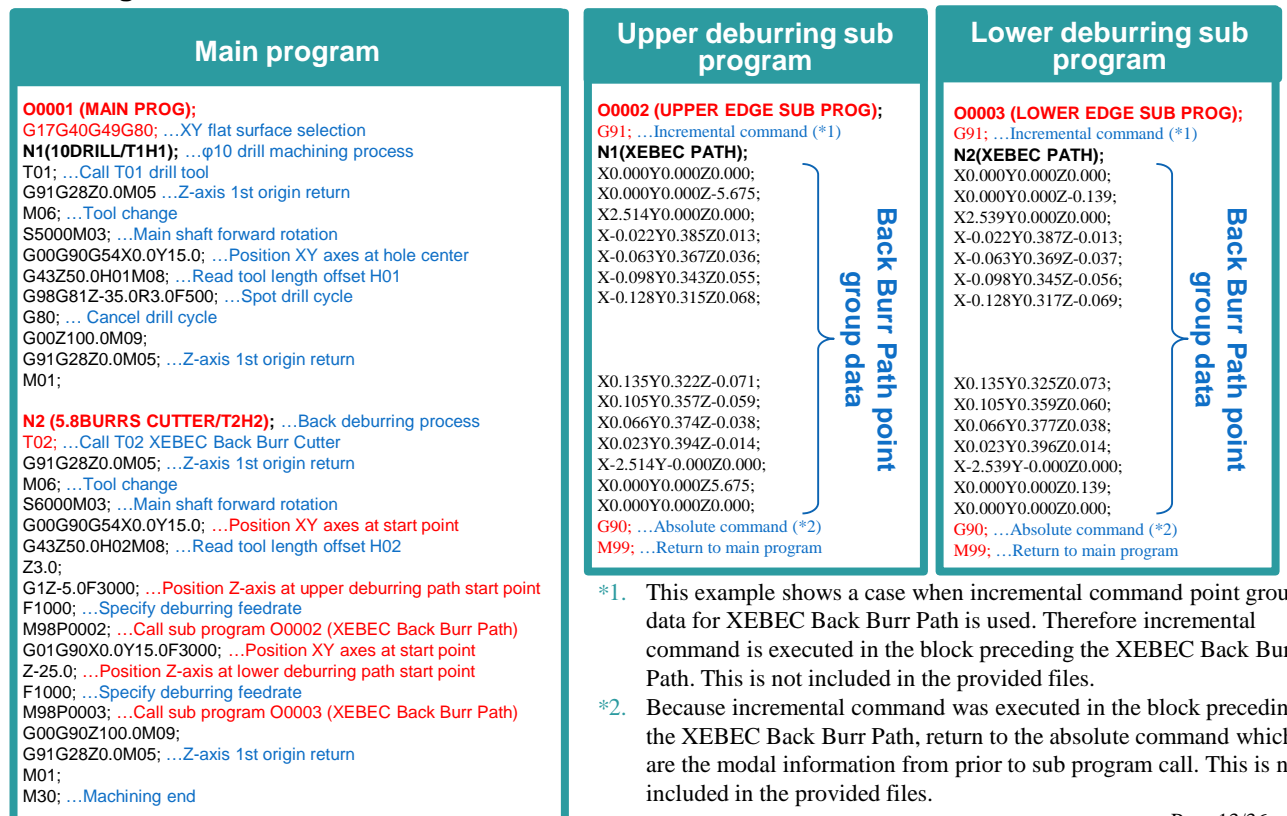 Main program
O0001 (MAIN PROG);
G17G40G49G80; …XY flat surface selection
N1(10DRILL/T1H1); …φ10 drill machining process
T01; …Call T01 drill tool
G91G28Z0.0M05 …Z-axis 1st origin return
M06; …Tool change
S5000M03; …Main shaft forward rotation
G00G90G54X0.0Y15.0; …Position XY axes at hole center
G43Z50.0H01M08; …Read tool length offset H01
G98G81Z-35.0R3.0F500; …Spot drill cycle
G80; … Cancel drill cycle
G00Z100.0M09;
G91G28Z0.0M05; …Z-axis 1st origin return
M01;
N2 (5.8BURRS CUTTER/T2H2); …Back deburring process
T02; …Call T02 XEBEC Back Burr Cutter
G91G28Z0.0M05; …Z-axis 1st origin return
M06; …Tool change
S6000M03; …Main shaft forward rotation
G00G90G54X0.0Y15.0; …Position XY axes at start point
G43Z50.0H02M08; …Read tool length offset H02
Z3.0;
G1Z-5.0F3000; …Position Z-axis at upper deburring path start point
F1000; …Specify deburring feedrate
M98P0002; …Call sub program O0002 (XEBEC Back Burr Path)
G01G90X0.0Y15.0F3000; …Position XY axes at start point
Z-25.0; …Position Z-axis at lower deburring path start point
F1000; …Specify deburring feedrate
M98P0003; …Call sub program O0003 (XEBEC Back Burr Path)
G00G90Z100.0M09;
G91G28Z0.0M05; …Z-axis 1st origin return
M01;
M30; …Machining end
Upper deburring sub
program
O0002 (UPPER EDGE SUB PROG);
G91; …Incremental command (*1)
N1(XEBEC PATH);
X0.000Y0.000Z0.000;
X0.000Y0.000Z-5.675;
X2.514Y0.000Z0.000;
X-0.022Y0.385Z0.013;
X-0.063Y0.367Z0.036;
X-0.098Y0.343Z0.055;
X-0.128Y0.315Z0.068;
X0.135Y0.322Z-0.071;
X0.105Y0.357Z-0.059;
X0.066Y0.374Z-0.038;
X0.023Y0.394Z-0.014;
X-2.514Y-0.000Z0.000;
X0.000Y0.000Z5.675;
X0.000Y0.000Z0.000;
G90; …Absolute command (*2)
M99; …Return to main program
Back Burr Path point
group data
Lower deburring sub
program
O0003 (LOWER EDGE SUB PROG);
G91; …Incremental command (*1)
N2(XEBEC PATH);
X0.000Y0.000Z0.000;
X0.000Y0.000Z-0.139;
X2.539Y0.000Z0.000;
X-0.022Y0.387Z-0.013;
X-0.063Y0.369Z-0.037;
X-0.098Y0.345Z-0.056;
X-0.128Y0.317Z-0.069;
X0.135Y0.325Z0.073;
X0.105Y0.359Z0.060;
X0.066Y0.377Z0.038;
X0.023Y0.396Z0.014;
X-2.539Y-0.000Z0.000;
X0.000Y0.000Z0.139;
X0.000Y0.000Z0.000;
G90; …Absolute command (*2)
M99; …Return to main program
Back Burr Path point
group data
*1. This example shows a case when incremental command point grou
data for XEBEC Back Burr Path is used. Therefore incremental
command is executed in the block preceding the XEBEC Back Bur
Path. This is not included in the provided files.
*2. Because incremental command was executed in the block precedin
the XEBEC Back Burr Path, return to the absolute command which
are the modal information from prior to sub program call. This is n
included in the provided files.